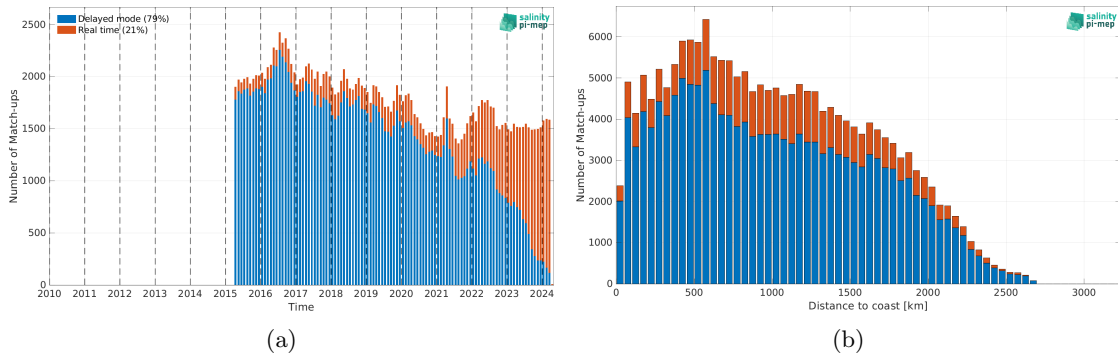 Delayed mode (79%)
Real time (21%)
salinity
pi-mep
Number of Match-ups
2500
2000
1500
1000
500
0
2010 2011 2012 2013 2014 2015 2016 2017 2018 2019 2020 2021 2022 2023 2024
Time
(a)
salinity
pi-mep
Number of Match-ups
6000
5000
4000
3000
2000
1000
0
0 500 1000 1500 2000 2500 3000
Distance to coast [km]
(b)